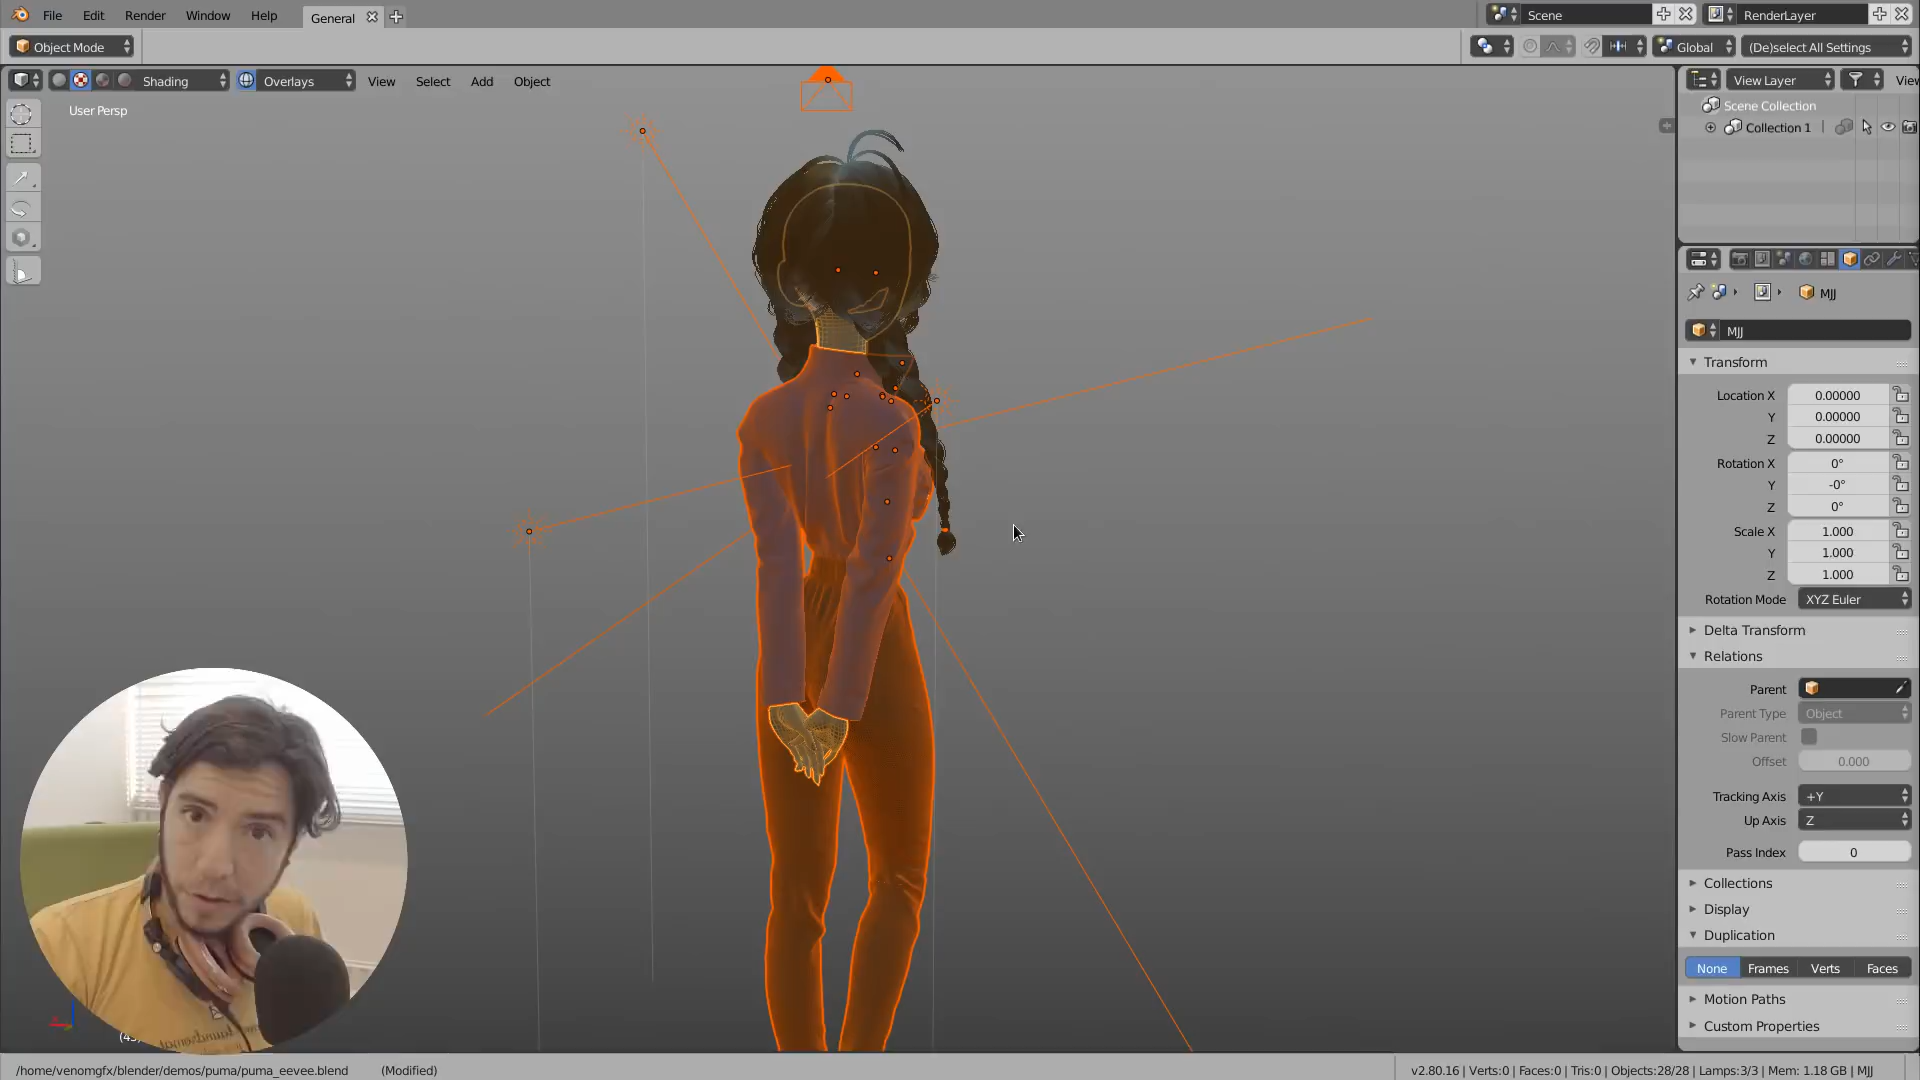 File Edit Render Window Help General Scene RenderLayer
Object Mode Global (De)select All Settings
Shading Overlays View Select Add Object View Layer View
User Persp
Scene Collection
Collection 1
MJJ
MJJ
Transform
Location X 0.00000
Y 0.00000
Z 0.00000
Rotation X 0°
Y -0°
Z 0°
Scale X 1.000
Y 1.000
Z 1.000
Rotation Mode XYZ Euler
Delta Transform
Relations
Parent
Parent Type Object
Slow Parent
Offset 0.000
Tracking Axis +Y
Up Axis Z
Pass Index 0
Collections
Display
Duplication
None Frames Verts Faces
Motion Paths
Custom Properties
/home/venomgfx/blender/demos/puma/puma_eevee.blend (Modified)
v2.80.16 | Verts:0 | Faces:0 | Tris:0 | Objects:28/28 | Lamps:3/3 | Mem: 1.18 GB | MJJ